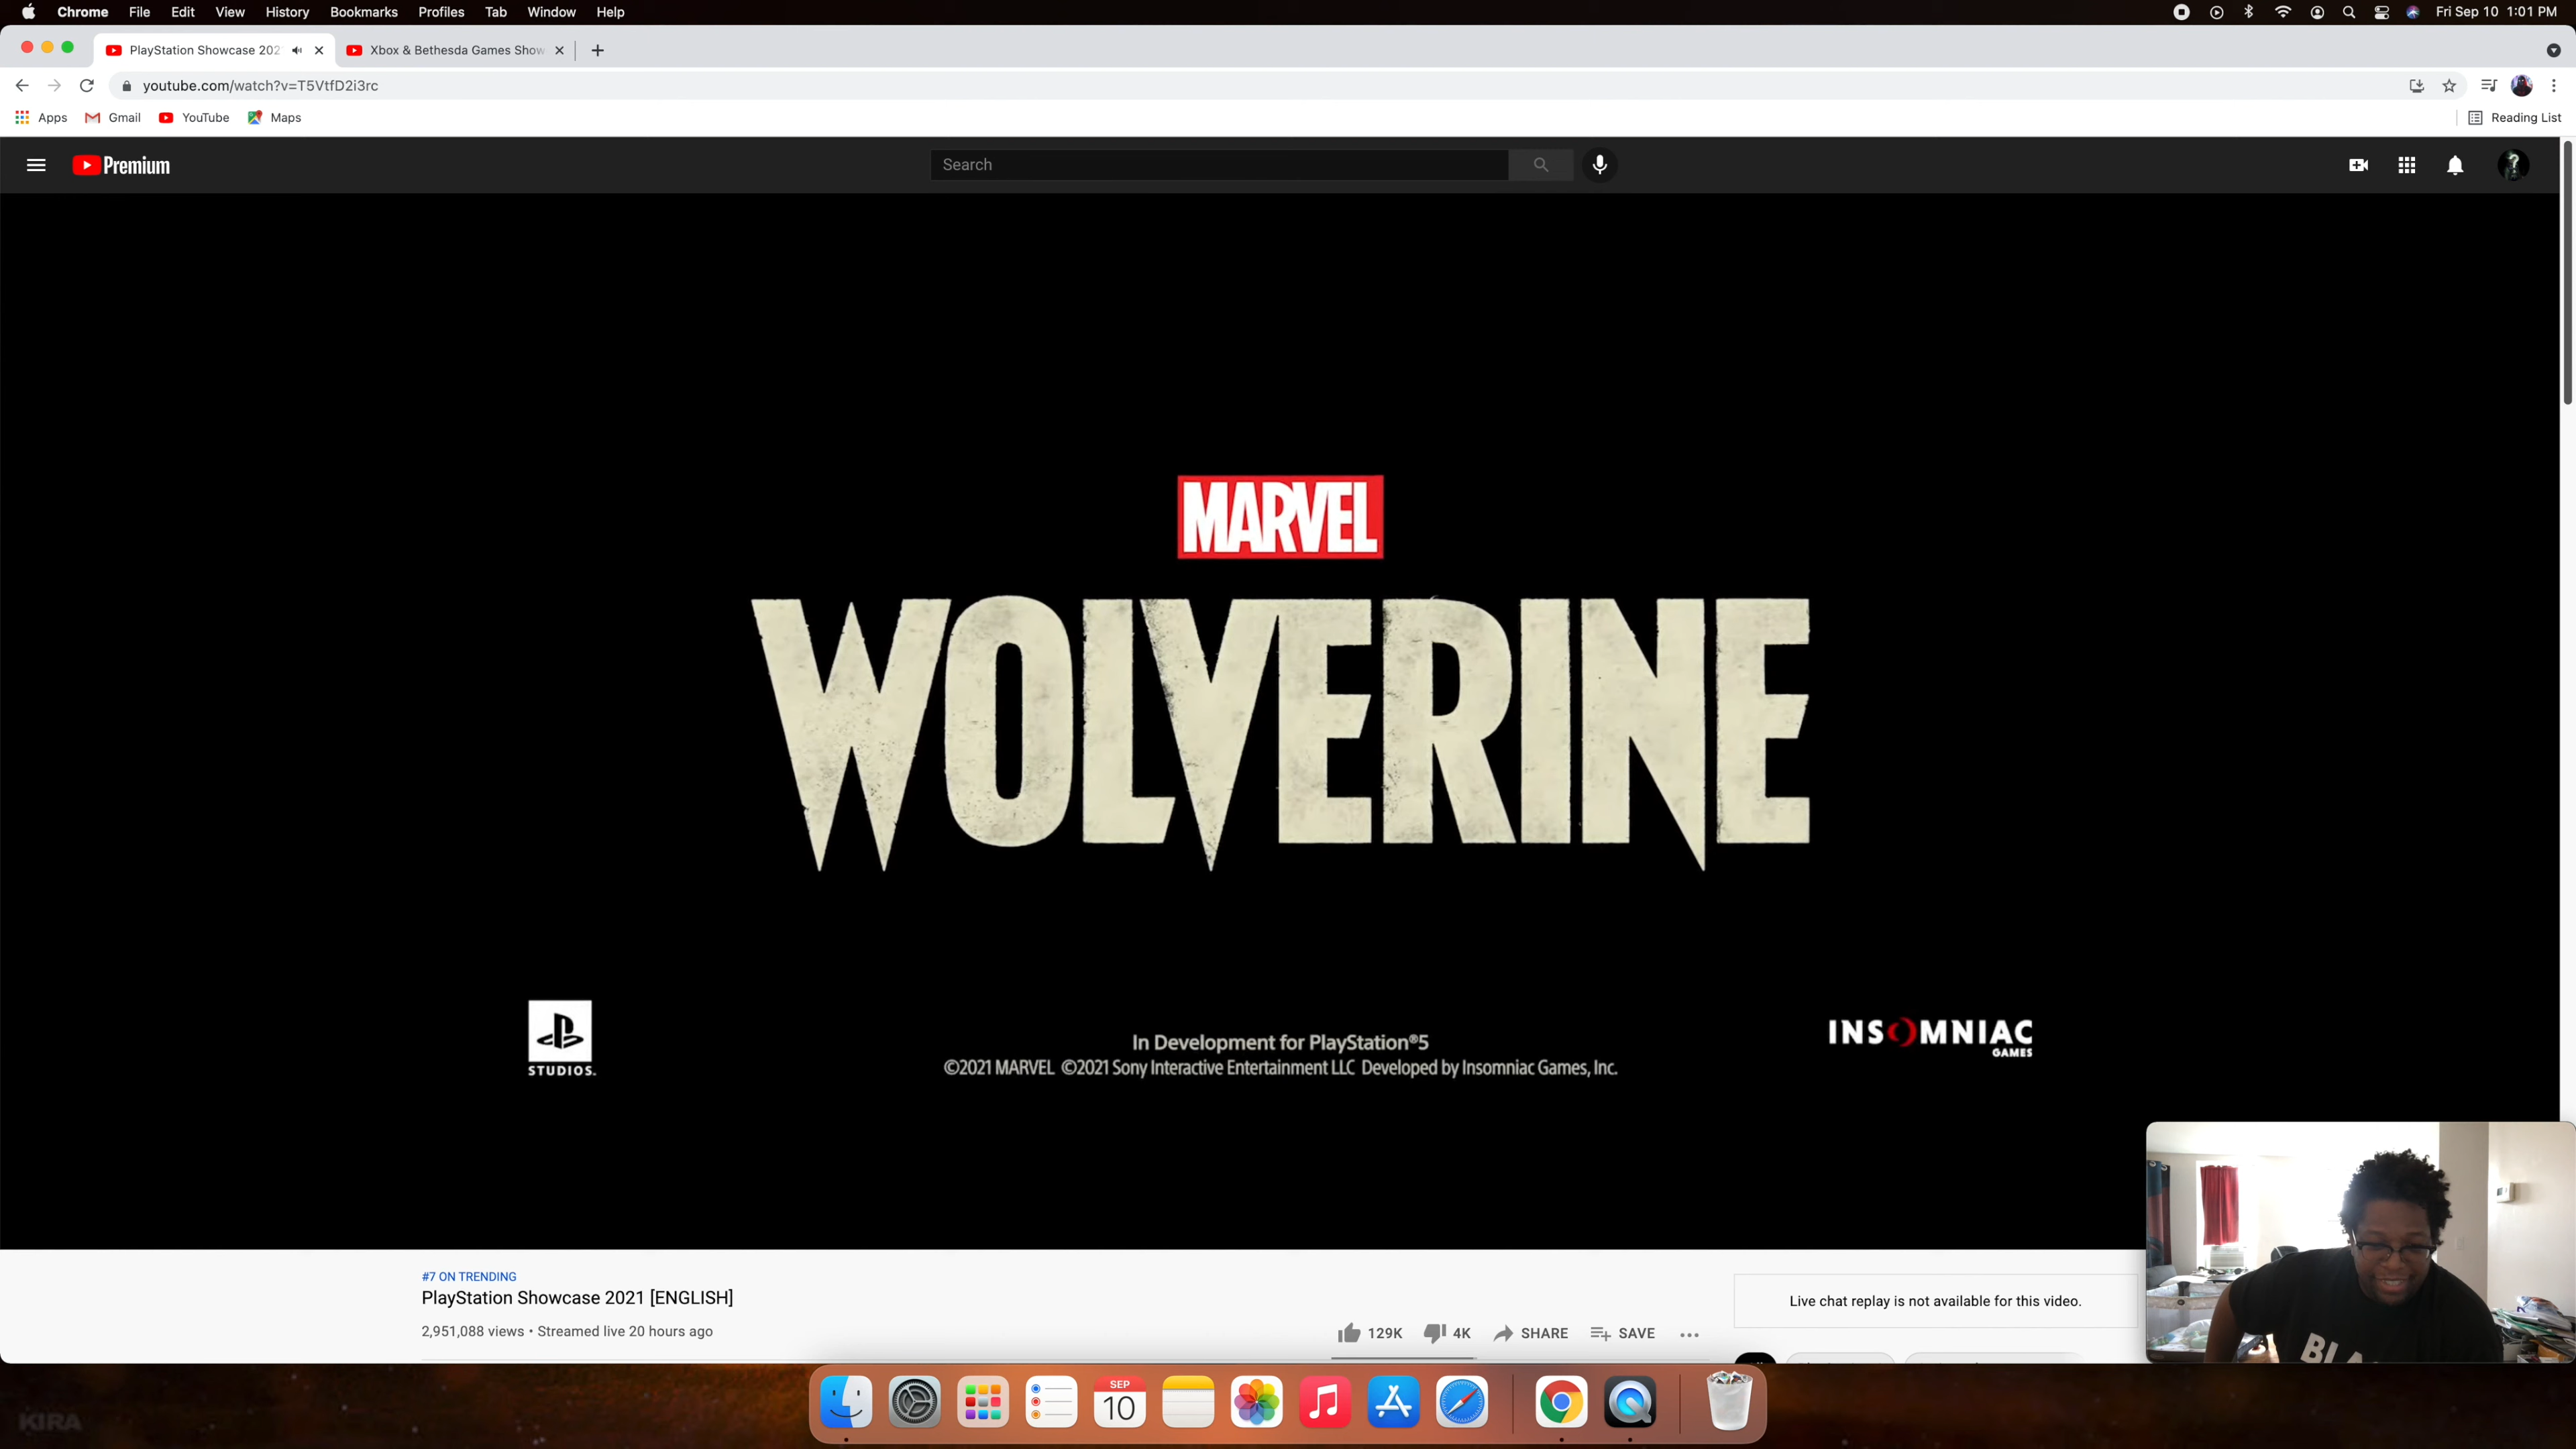 Chrome File Edit View History Bookmarks Profiles Tab Window Help
Fri Sep 10 1:01 PM
PlayStation Showcase 202
Xbox & Bethesda Games Show
youtube.com/watch?v=T5VtfD2i3rc
Apps Gmail YouTube Maps
Reading List
Premium
Search
MARVEL
WOLVERINE
STUDIOS.
In Development for PlayStation®5
©2021 MARVEL ©2021 Sony Interactive Entertainment LLC Developed by Insomniac Games, Inc.
INSOMNIAC
GAMES
#7 ON TRENDING
PlayStation Showcase 2021 [ENGLISH]
2,951,088 views • Streamed live 20 hours ago
129K 4K SHARE SAVE
Live chat replay is not available for this video.
SEP
10
KIRA